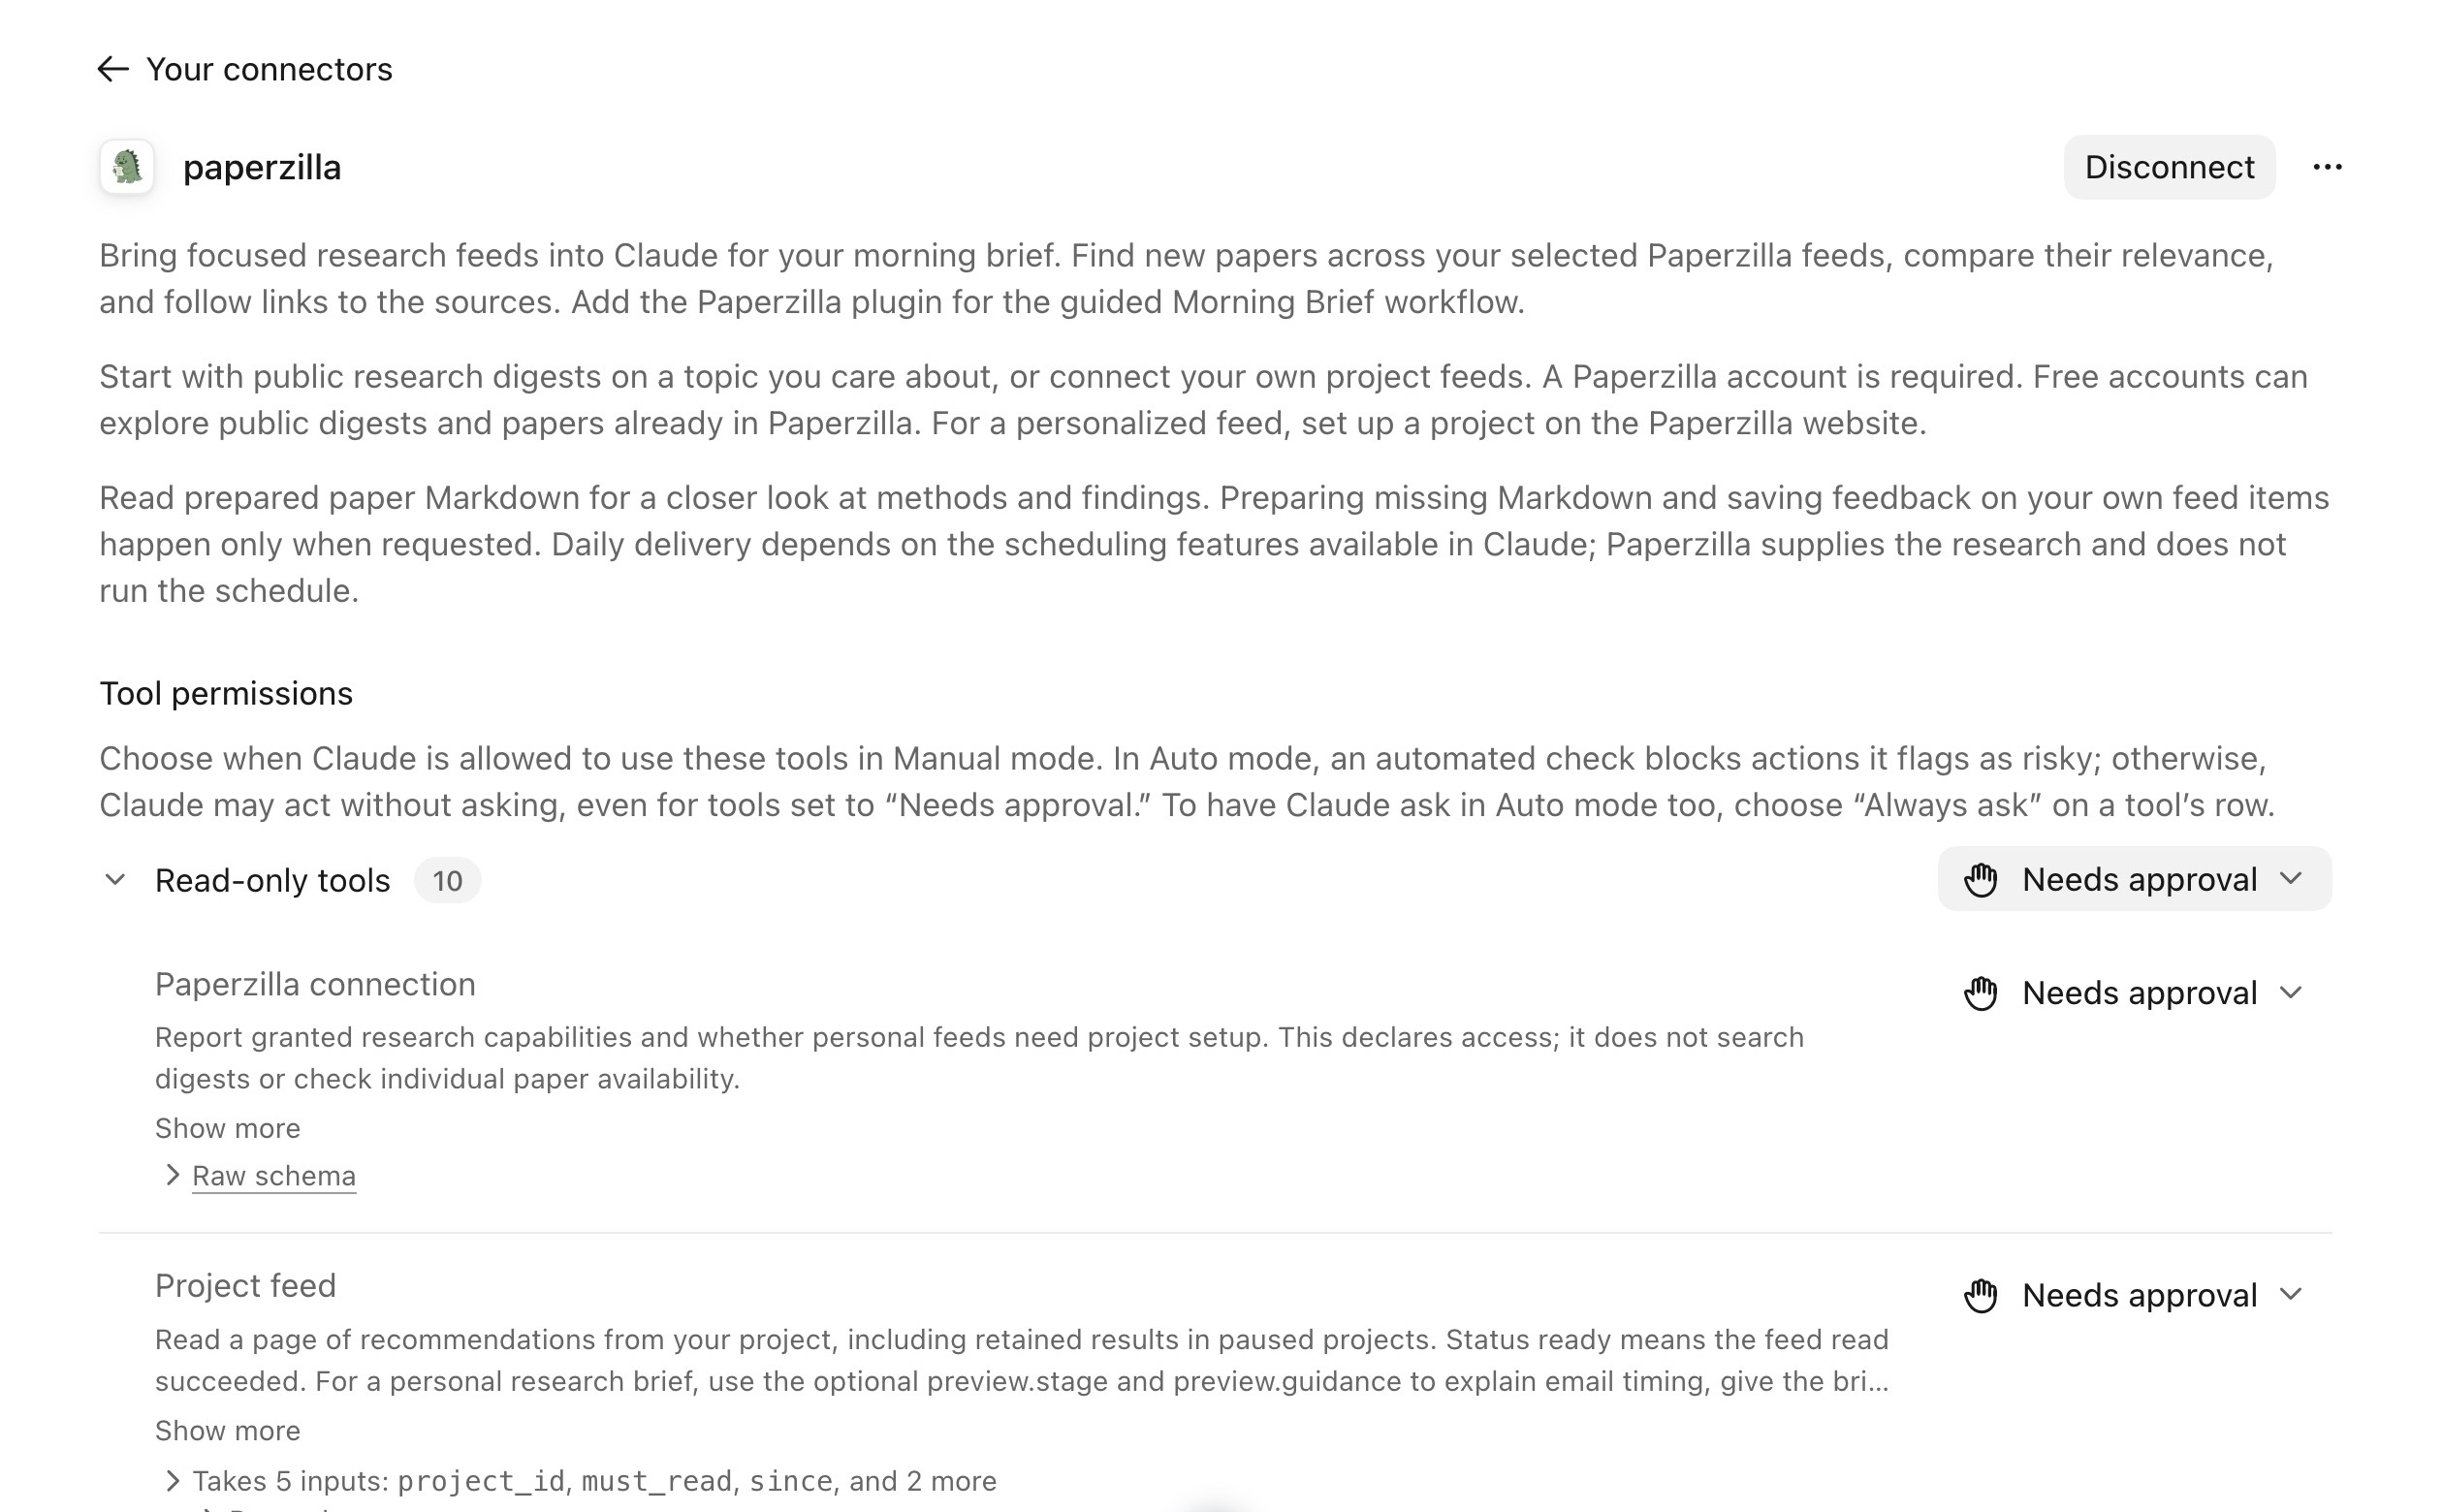 Your connectors
paperzilla
Disconnect
Bring focused research feeds into Claude for your morning brief. Find new papers across your selected Paperzilla feeds, compare their relevance,
and follow links to the sources. Add the Paperzilla plugin for the guided Morning Brief workflow.
Start with public research digests on a topic you care about, or connect your own project feeds. A Paperzilla account is required. Free accounts can
explore public digests and papers already in Paperzilla. For a personalized feed, set up a project on the Paperzilla website.
Read prepared paper Markdown for a closer look at methods and findings. Preparing missing Markdown and saving feedback on your own feed items
happen only when requested. Daily delivery depends on the scheduling features available in Claude; Paperzilla supplies the research and does not
run the schedule.
Tool permissions
Choose when Claude is allowed to use these tools in Manual mode. In Auto mode, an automated check blocks actions it flags as risky; otherwise,
Claude may act without asking, even for tools set to “Needs approval.” To have Claude ask in Auto mode too, choose “Always ask” on a tool’s row.
Read-only tools 10
Needs approval
Paperzilla connection
Needs approval
Report granted research capabilities and whether personal feeds need project setup. This declares access; it does not search
digests or check individual paper availability.
Show more
Raw schema
Project feed
Needs approval
Read a page of recommendations from your project, including retained results in paused projects. Status ready means the feed read
succeeded. For a personal research brief, use the optional preview.stage and preview.guidance to explain email timing, give the bri...
Show more
Takes 5 inputs: project_id, must_read, since, and 2 more